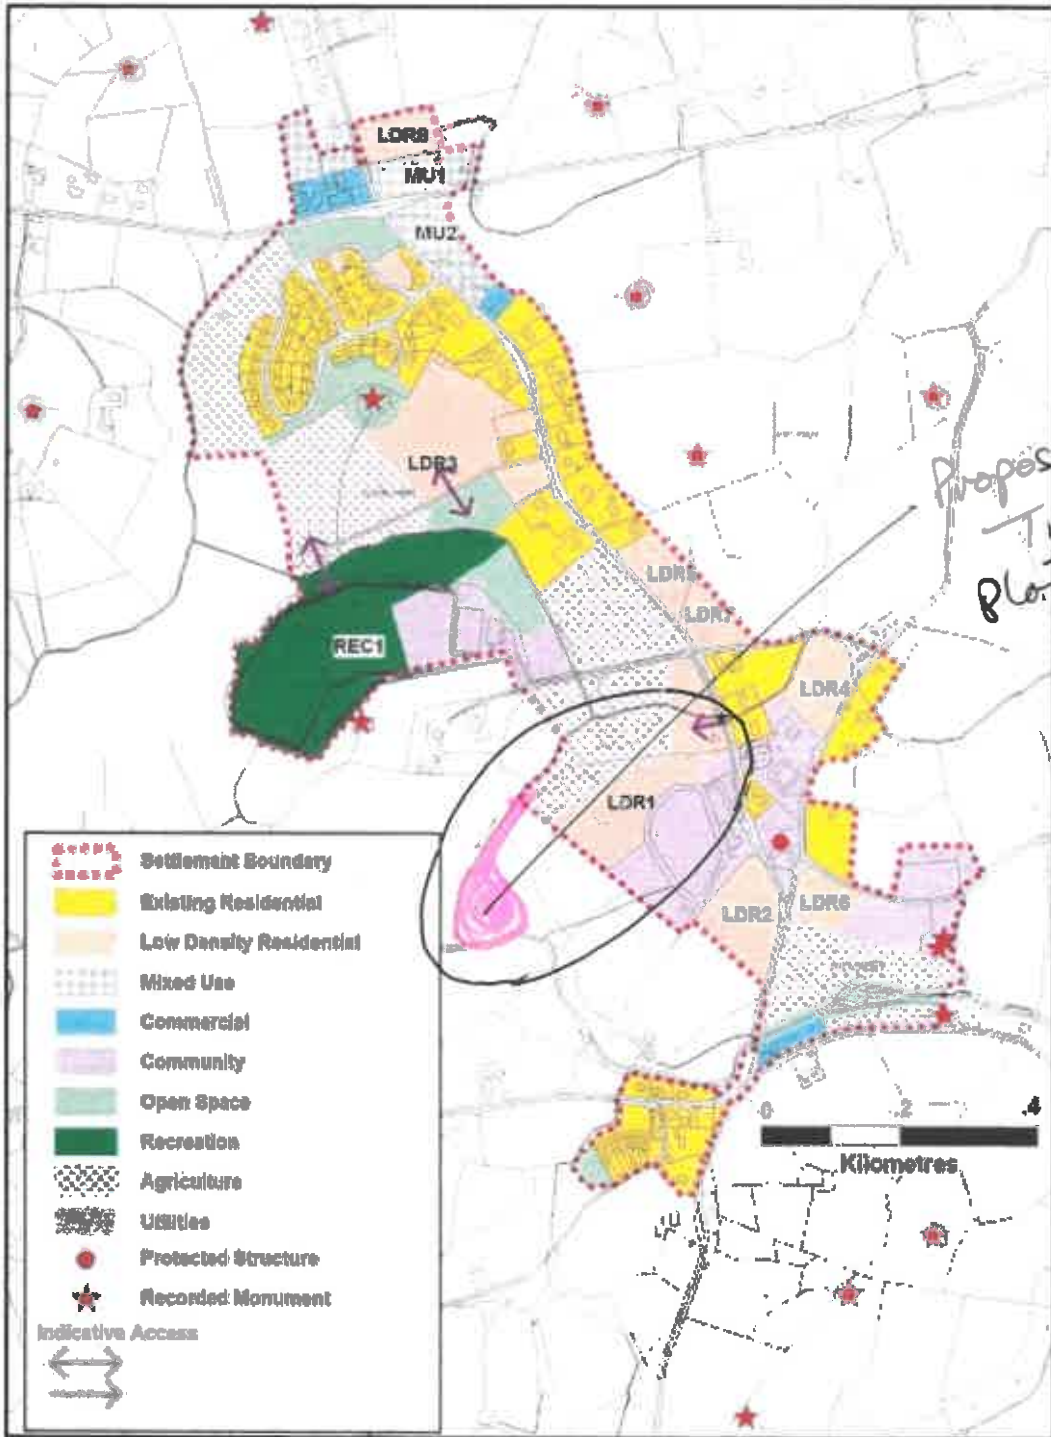 LDR8
MU1
MU2
LDR3
Propos
Pla
LDR5
LDR7
REC1
LDR4
LDR1
LDR2
LDR6
Settlement Boundary
Existing Residential
Low Density Residential
Mixed Use
Commercial
Community
Open Space
Recreation
Agriculture
Utilities
Protected Structure
Recorded Monument
Indicative Access
0 .2 .4
Kilometres